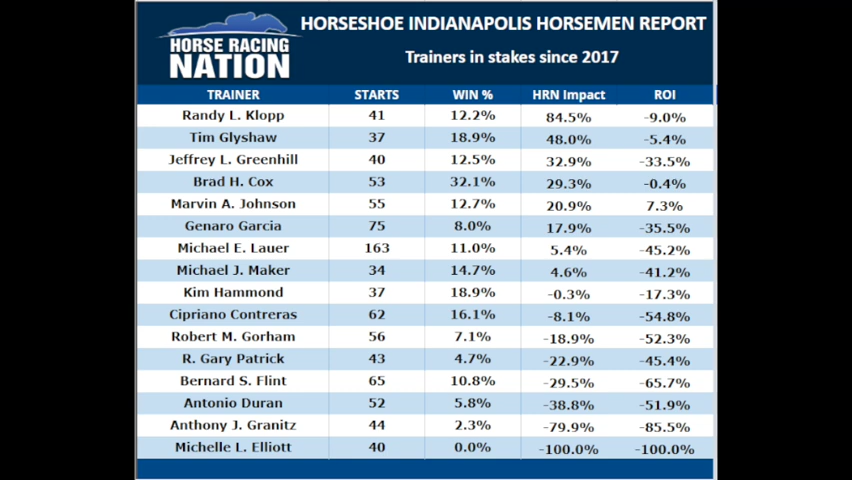 HORSE RACING
NATION
HORSESHOE INDIANAPOLIS HORSEMEN REPORT
Trainers in stakes since 2017
TRAINER STARTS WIN % HRN Impact ROI
Randy L. Klopp 41 12.2% 84.5% -9.0%
Tim Glyshaw 37 18.9% 48.0% -5.4%
Jeffrey L. Greenhill 40 12.5% 32.9% -33.5%
Brad H. Cox 53 32.1% 29.3% -0.4%
Marvin A. Johnson 55 12.7% 20.9% 7.3%
Genaro Garcia 75 8.0% 17.9% -35.5%
Michael E. Lauer 163 11.0% 5.4% -45.2%
Michael J. Maker 34 14.7% 4.6% -41.2%
Kim Hammond 37 18.9% -0.3% -17.3%
Cipriano Contreras 62 16.1% -8.1% -54.8%
Robert M. Gorham 56 7.1% -18.9% -52.3%
R. Gary Patrick 43 4.7% -22.9% -45.4%
Bernard S. Flint 65 10.8% -29.5% -65.7%
Antonio Duran 52 5.8% -38.8% -51.9%
Anthony J. Granitz 44 2.3% -79.9% -85.5%
Michelle L. Elliott 40 0.0% -100.0% -100.0%